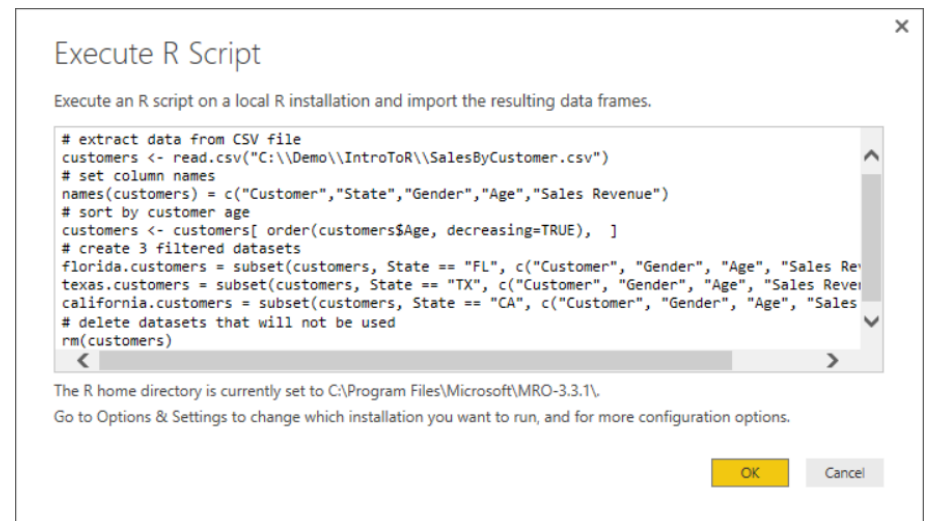 Execute R Script
Execute an R script on a local R installation and import the resulting data frames.
# extract data from CSV file
customers <- read.csv("C:\\Demo\\IntroToR\\SalesByCustomer.csv")
# set column names
names(customers) = c("Customer","State","Gender","Age","Sales Revenue")
# sort by customer age
customers <- customers[ order(customers$Age, decreasing=TRUE),  ]
# create 3 filtered datasets
florida.customers = subset(customers, State == "FL", c("Customer", "Gender", "Age", "Sales Re
texas.customers = subset(customers, State == "TX", c("Customer", "Gender", "Age", "Sales Reve
california.customers = subset(customers, State == "CA", c("Customer", "Gender", "Age", "Sales
# delete datasets that will not be used
rm(customers)
The R home directory is currently set to C:\Program Files\Microsoft\MRO-3.3.1\.
Go to Options & Settings to change which installation you want to run, and for more configuration options.
OK Cancel